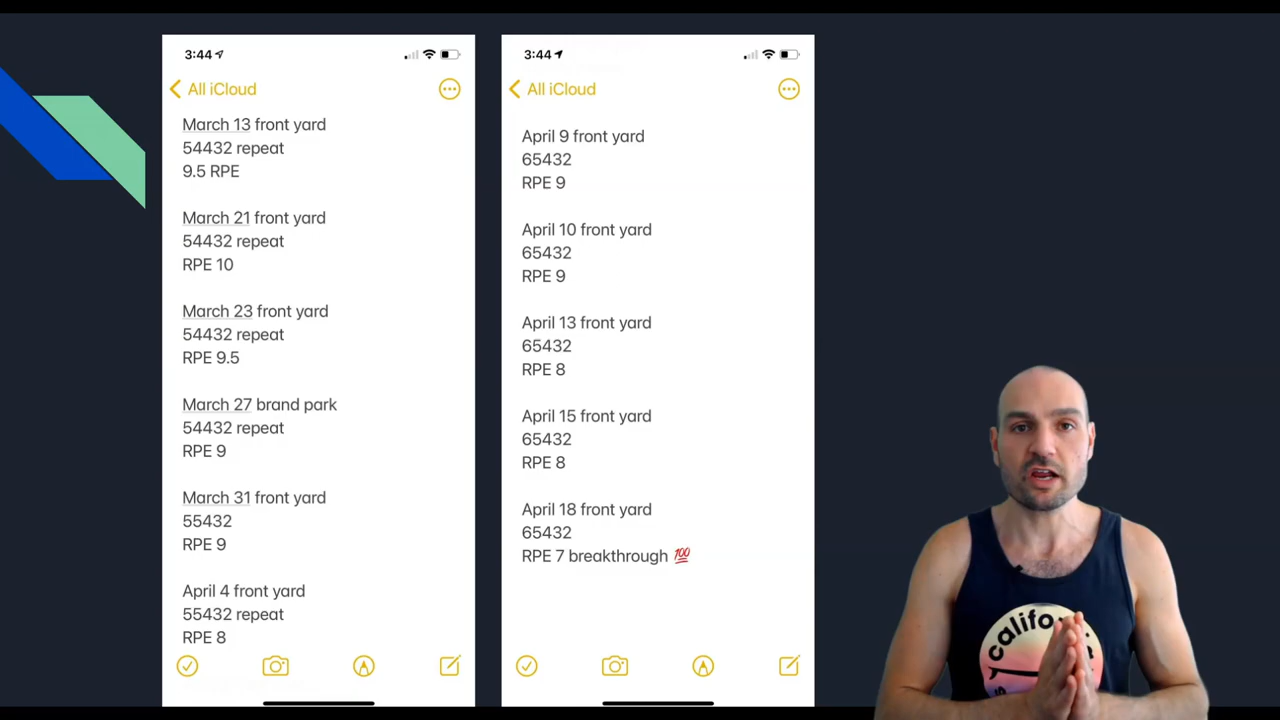 3:44
All iCloud
March 13 front yard
54432 repeat
9.5 RPE
March 21 front yard
54432 repeat
RPE 10
March 23 front yard
54432 repeat
RPE 9.5
March 27 brand park
54432 repeat
RPE 9
March 31 front yard
55432
RPE 9
April 4 front yard
55432 repeat
RPE 8
3:44
All iCloud
April 9 front yard
65432
RPE 9
April 10 front yard
65432
RPE 9
April 13 front yard
65432
RPE 8
April 15 front yard
65432
RPE 8
April 18 front yard
65432
RPE 7 breakthrough 💯